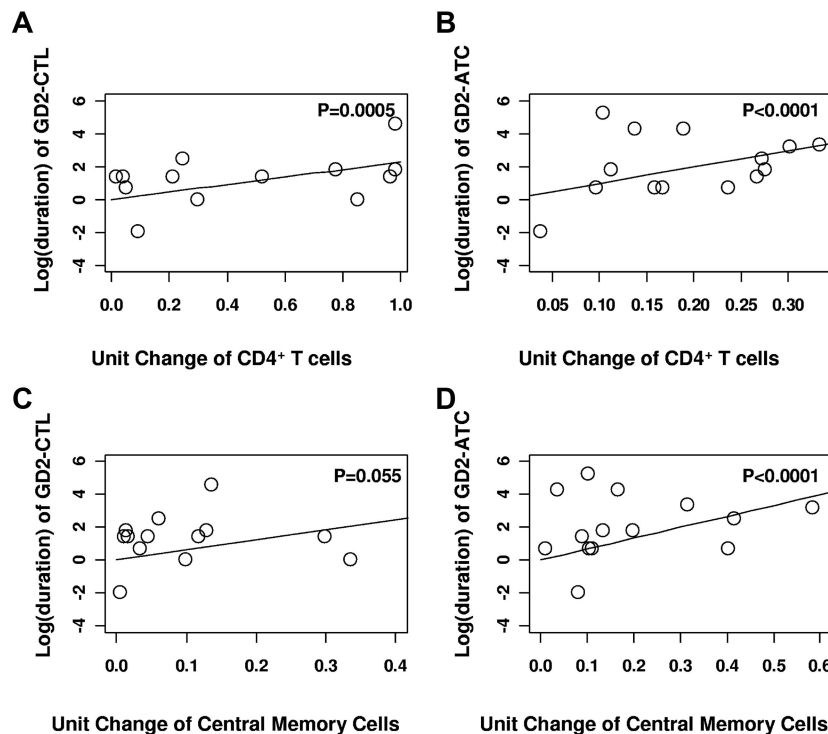 A
Log(duration) of GD2-CTL
6
4
2
0
-2
-4
P=0.0005
0.0 0.2 0.4 0.6 0.8 1.0
Unit Change of CD4⁺ T cells
B
Log(duration) of GD2-ATC
6
4
2
0
-2
-4
P<0.0001
0.05 0.10 0.15 0.20 0.25 0.30
Unit Change of CD4⁺ T cells
C
Log(duration) of GD2-CTL
6
4
2
0
-2
-4
P=0.055
0.0 0.1 0.2 0.3 0.4
Unit Change of Central Memory Cells
D
Log(duration) of GD2-ATC
6
4
2
0
-2
-4
P<0.0001
0.0 0.1 0.2 0.3 0.4 0.5 0.6
Unit Change of Central Memory Cells